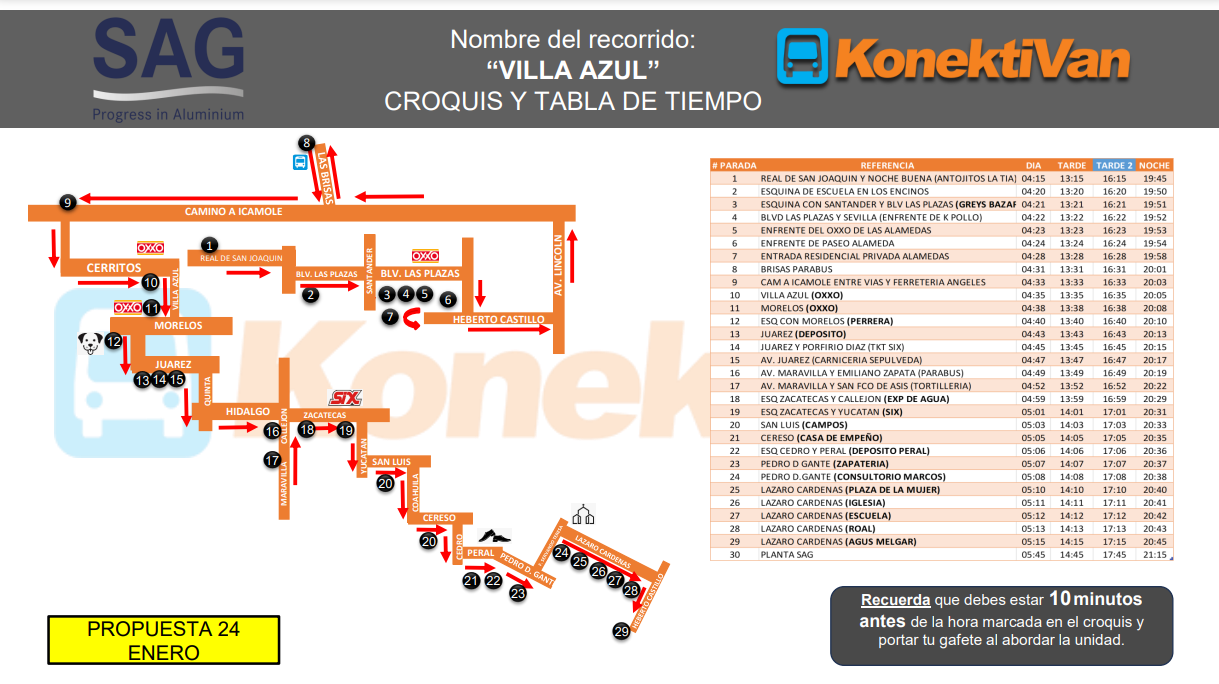 SAG
Progress in Aluminium
Nombre del recorrido:
“VILLA AZUL”
CROQUIS Y TABLA DE TIEMPO
KonektiVan
8
LAS BRISAS
9
CAMINO A ICAMOLE
OXXO
1
REAL DE SAN JOAQUIN
CERRITOS
10
VILLA AZUL
BLV. LAS PLAZAS
2
SANTANDER
OXXO
BLV. LAS PLAZAS
3 4 5 6
7
HEBERTO CASTILLO
AV. LINCOLN
OXXO
11
MORELOS
12
JUAREZ
13 14 15
QUINTA
HIDALGO
16
17
CALLEJON
MARAVILLA
SIX
ZACATECAS
18
19
YUCATAN
SAN LUIS
20
COAHUILA
CERESO
20
CEDRO
PERAL
21 22
PEDRO D. GANT
23
LAZARO CARDENAS
24 25 26 27 28
HEBERTO CASTILLO
29
Konek
PROPUESTA 24
ENERO
# PARADA REFERENCIA DIA TARDE TARDE 2 NOCHE
1 REAL DE SAN JOAQUIN Y NOCHE BUENA (ANTOJITOS LA TIA) 04:15 13:15 16:15 19:45
2 ESQUINA DE ESCUELA EN LOS ENCINOS 04:20 13:20 16:20 19:50
3 ESQUINA CON SANTANDER Y BLV LAS PLAZAS (GREYS BAZAR 04:21 13:21 16:21 19:51
4 BLVD LAS PLAZAS Y SEVILLA (ENFRENTE DE K POLLO) 04:22 13:22 16:22 19:52
5 ENFRENTE DEL OXXO DE LAS ALAMEDAS 04:23 13:23 16:23 19:53
6 ENFRENTE DE PASEO ALAMEDA 04:24 13:24 16:24 19:54
7 ENTRADA RESIDENCIAL PRIVADA ALAMEDAS 04:28 13:28 16:28 19:58
8 BRISAS PARABUS 04:31 13:31 16:31 20:01
9 CAM A ICAMOLE ENTRE VIAS Y FERRETERIA ANGELES 04:33 13:33 16:33 20:03
10 VILLA AZUL (OXXO) 04:35 13:35 16:35 20:05
11 MORELOS (OXXO) 04:38 13:38 16:38 20:08
12 ESQ CON MORELOS (PERRERA) 04:40 13:40 16:40 20:10
13 JUAREZ (DEPOSITO) 04:43 13:43 16:43 20:13
14 JUAREZ Y PORFIRIO DIAZ (TKT SIX) 04:45 13:45 16:45 20:15
15 AV. JUAREZ (CARNICERIA SEPULVEDA) 04:47 13:47 16:47 20:17
16 AV. MARAVILLA Y EMILIANO ZAPATA (PARABUS) 04:49 13:49 16:49 20:19
17 AV. MARAVILLA Y SAN FCO DE ASIS (TORTILLERIA) 04:52 13:52 16:52 20:22
18 ESQ ZACATECAS Y CALLEJON (EXP DE AGUA) 04:59 13:59 16:59 20:29
19 ESQ ZACATECAS Y YUCATAN (SIX) 05:01 14:01 17:01 20:31
20 SAN LUIS (CAMPOS) 05:03 14:03 17:03 20:33
21 CERESO (CASA DE EMPEÑO) 05:05 14:05 17:05 20:35
22 ESQ CEDRO Y PERAL (DEPOSITO PERAL) 05:06 14:06 17:06 20:36
23 PEDRO D GANTE (ZAPATERIA) 05:07 14:07 17:07 20:37
24 PEDRO D.GANTE (CONSULTORIO MARCOS) 05:08 14:08 17:08 20:38
25 LAZARO CARDENAS (PLAZA DE LA MUJER) 05:10 14:10 17:10 20:40
26 LAZARO CARDENAS (IGLESIA) 05:11 14:11 17:11 20:41
27 LAZARO CARDENAS (ESCUELA) 05:12 14:12 17:12 20:42
28 LAZARO CARDENAS (ROAL) 05:13 14:13 17:13 20:43
29 LAZARO CARDENAS (AGUS MELGAR) 05:15 14:15 17:15 20:45
30 PLANTA SAG 05:45 14:45 17:45 21:15
Recuerda que debes estar 10 minutos
antes de la hora marcada en el croquis y
portar tu gafete al abordar la unidad.